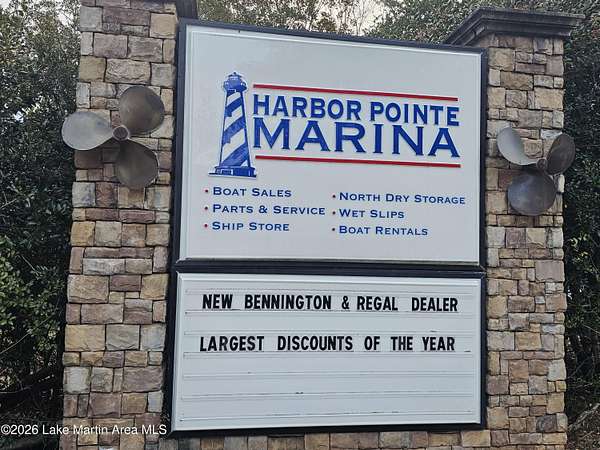 HARBOR POINTE
MARINA
• BOAT SALES
• PARTS & SERVICE
• SHIP STORE
• NORTH DRY STORAGE
• WET SLIPS
• BOAT RENTALS
NEW BENNINGTON & REGAL DEALER
LARGEST DISCOUNTS OF THE YEAR
©2026 Lake Martin Area MLS